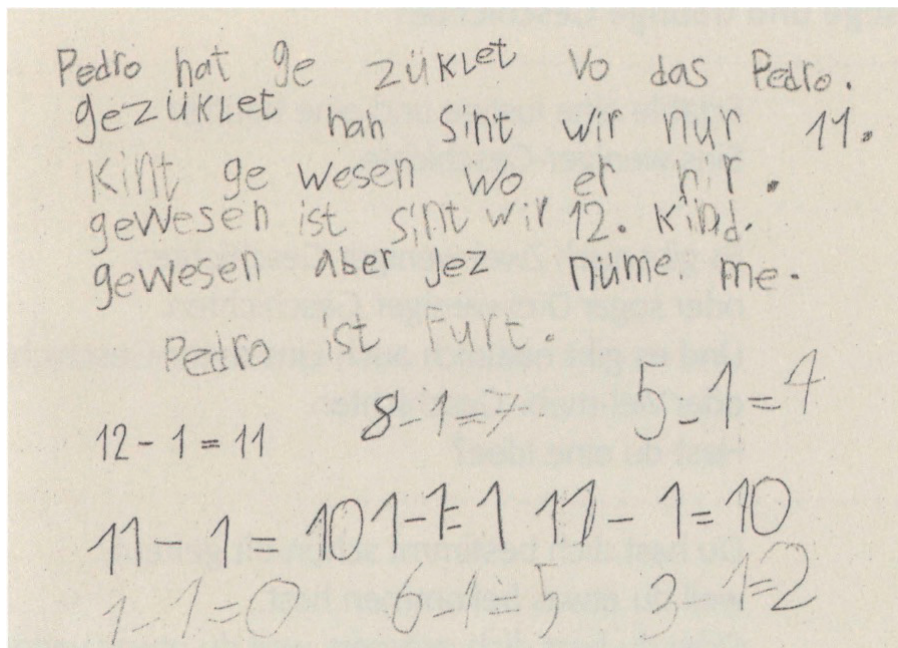 Pedro hat ge züklet vo das Pedro.
gezüklet nah sint wir nur 11.
Kint ge wesen wo er hir.
gewesen ist sint wir 12. Kind.
gewesen aber jez nüme. me.
Pedro ist furt.
12 - 1 = 11 8-1=7 5-1=4
11 - 1 = 10 1-1=1 11 - 1 = 10
1-1=0 6-1=5 3-1=2